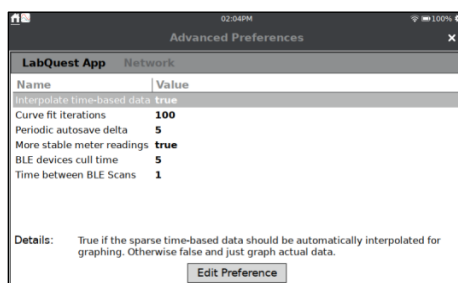 02:04PM 100%
Advanced Preferences ×
LabQuest App Network
Name Value
Interpolate time-based data true
Curve fit iterations 100
Periodic autosave delta 5
More stable meter readings true
BLE devices cull time 5
Time between BLE Scans 1
Details: True if the sparse time-based data should be automatically interpolated for
graphing. Otherwise false and just graph actual data.
Edit Preference